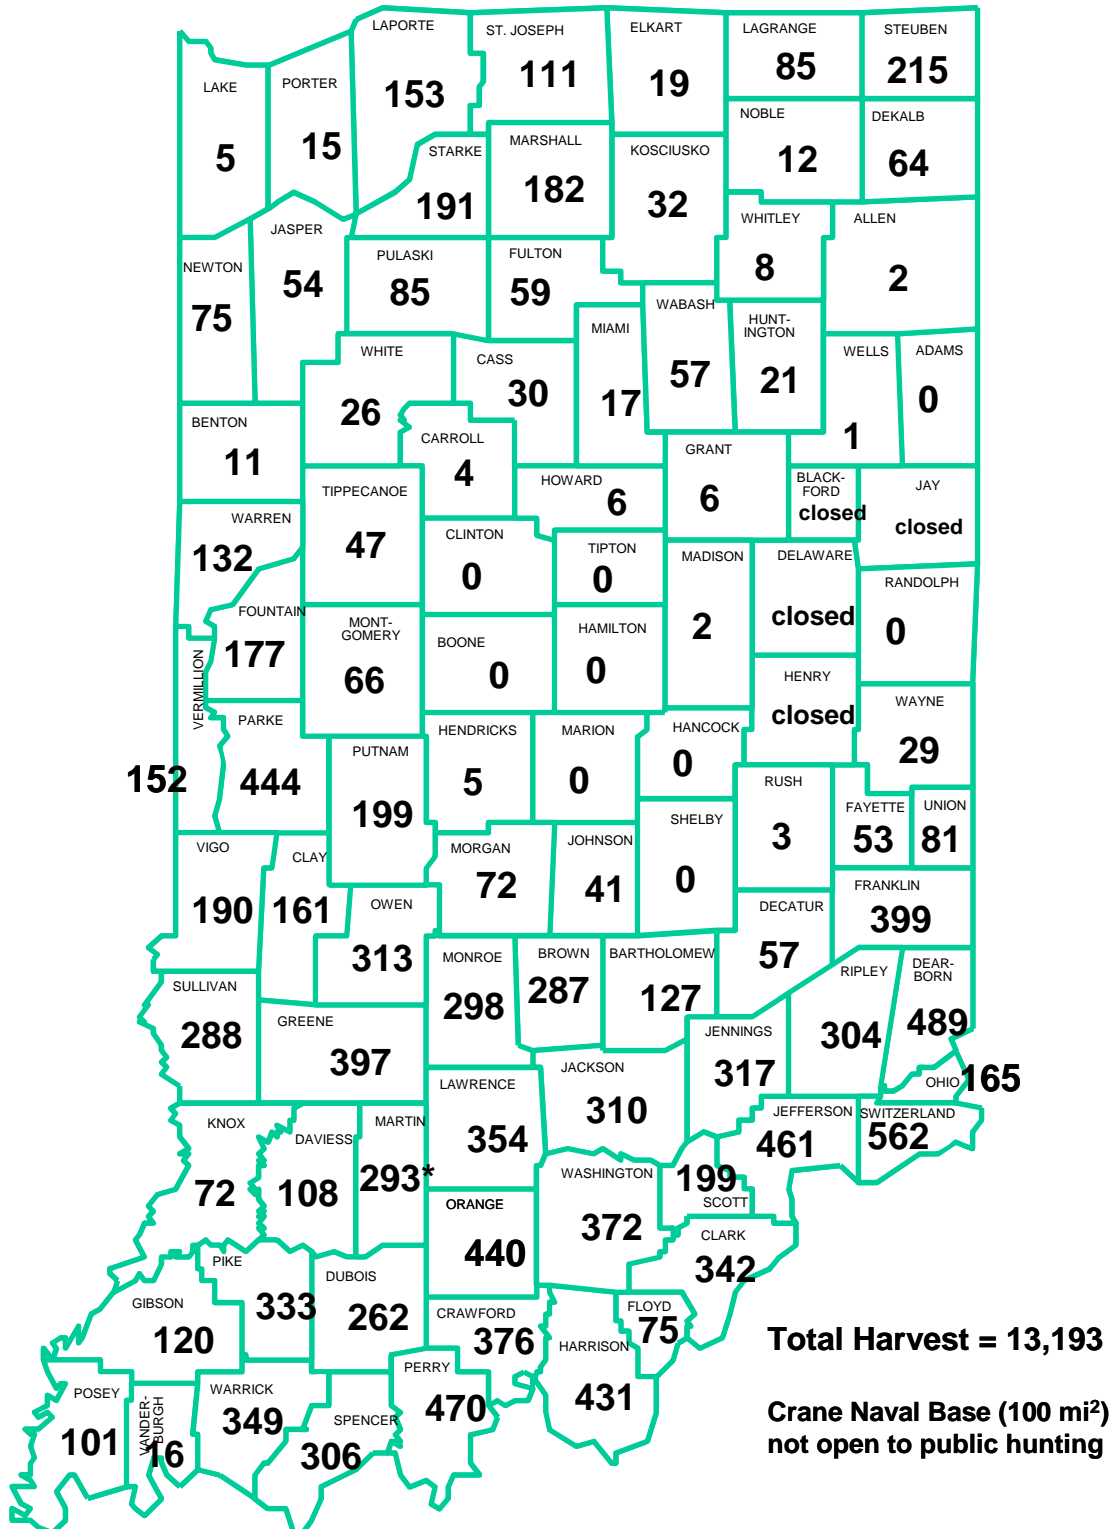 LAPORTE
153
ST. JOSEPH
111
ELKART
19
LAGRANGE
85
STEUBEN
215
LAKE
5
PORTER
15
NOBLE
12
DEKALB
64
STARKE
191
MARSHALL
182
KOSCIUSKO
32
WHITLEY
8
ALLEN
2
JASPER
54
NEWTON
75
PULASKI
85
FULTON
59
WABASH
57
HUNT-
INGTON
21
MIAMI
17
WELLS
1
ADAMS
0
WHITE
26
CASS
30
BENTON
11
CARROLL
4
GRANT
6
HOWARD
6
BLACK-
FORD
closed
JAY
closed
TIPPECANOE
47
WARREN
132
CLINTON
0
TIPTON
0
MADISON
2
DELAWARE
closed
RANDOLPH
0
FOUNTAIN
177
MONT-
GOMERY
66
BOONE
0
HAMILTON
0
HENRY
closed
VERMILLION
152
PARKE
444
WAYNE
29
PUTNAM
199
HENDRICKS
5
MARION
0
HANCOCK
0
RUSH
3
FAYETTE
53
UNION
81
SHELBY
0
VIGO
190
CLAY
161
MORGAN
72
JOHNSON
41
FRANKLIN
399
OWEN
313
DECATUR
57
MONROE
298
BROWN
287
BARTHOLOMEW
127
RIPLEY
304
DEAR-
BORN
489
SULLIVAN
288
GREENE
397
JENNINGS
317
OHIO
165
JACKSON
310
LAWRENCE
354
JEFFERSON
461
SWITZERLAND
562
KNOX
72
DAVIESS
108
MARTIN
293*
WASHINGTON
372
199
SCOTT
ORANGE
440
CLARK
342
PIKE
333
DUBOIS
262
GIBSON
120
CRAWFORD
376
FLOYD
75
HARRISON
431
Total Harvest = 13,193
PERRY
470
POSEY
101
VANDER-
BURGH
16
WARRICK
349
SPENCER
306
Crane Naval Base (100 mi²)
not open to public hunting